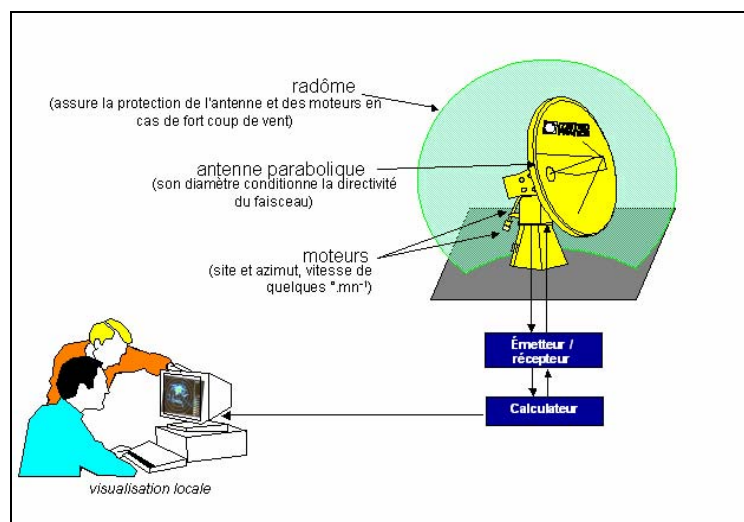 radôme
(assure la protection de l'antenne et des moteurs en
cas de fort coup de vent)
antenne parabolique
(son diamètre conditionne la directivité
du faisceau)
moteurs
(site et azimut, vitesse de
quelques °.mn⁻¹)
Émetteur /
récepteur
Calculateur
visualisation locale